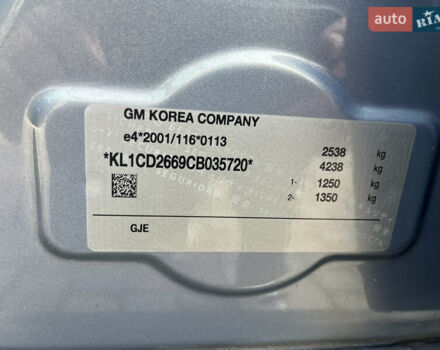 auto RIA
GM KOREA COMPANY
e4*2001/116*0113
*KL1CD2669CB035720*
2538 kg
4238 kg
1- 1250 kg
2- 1350 kg
SEGURIDAD
GJE